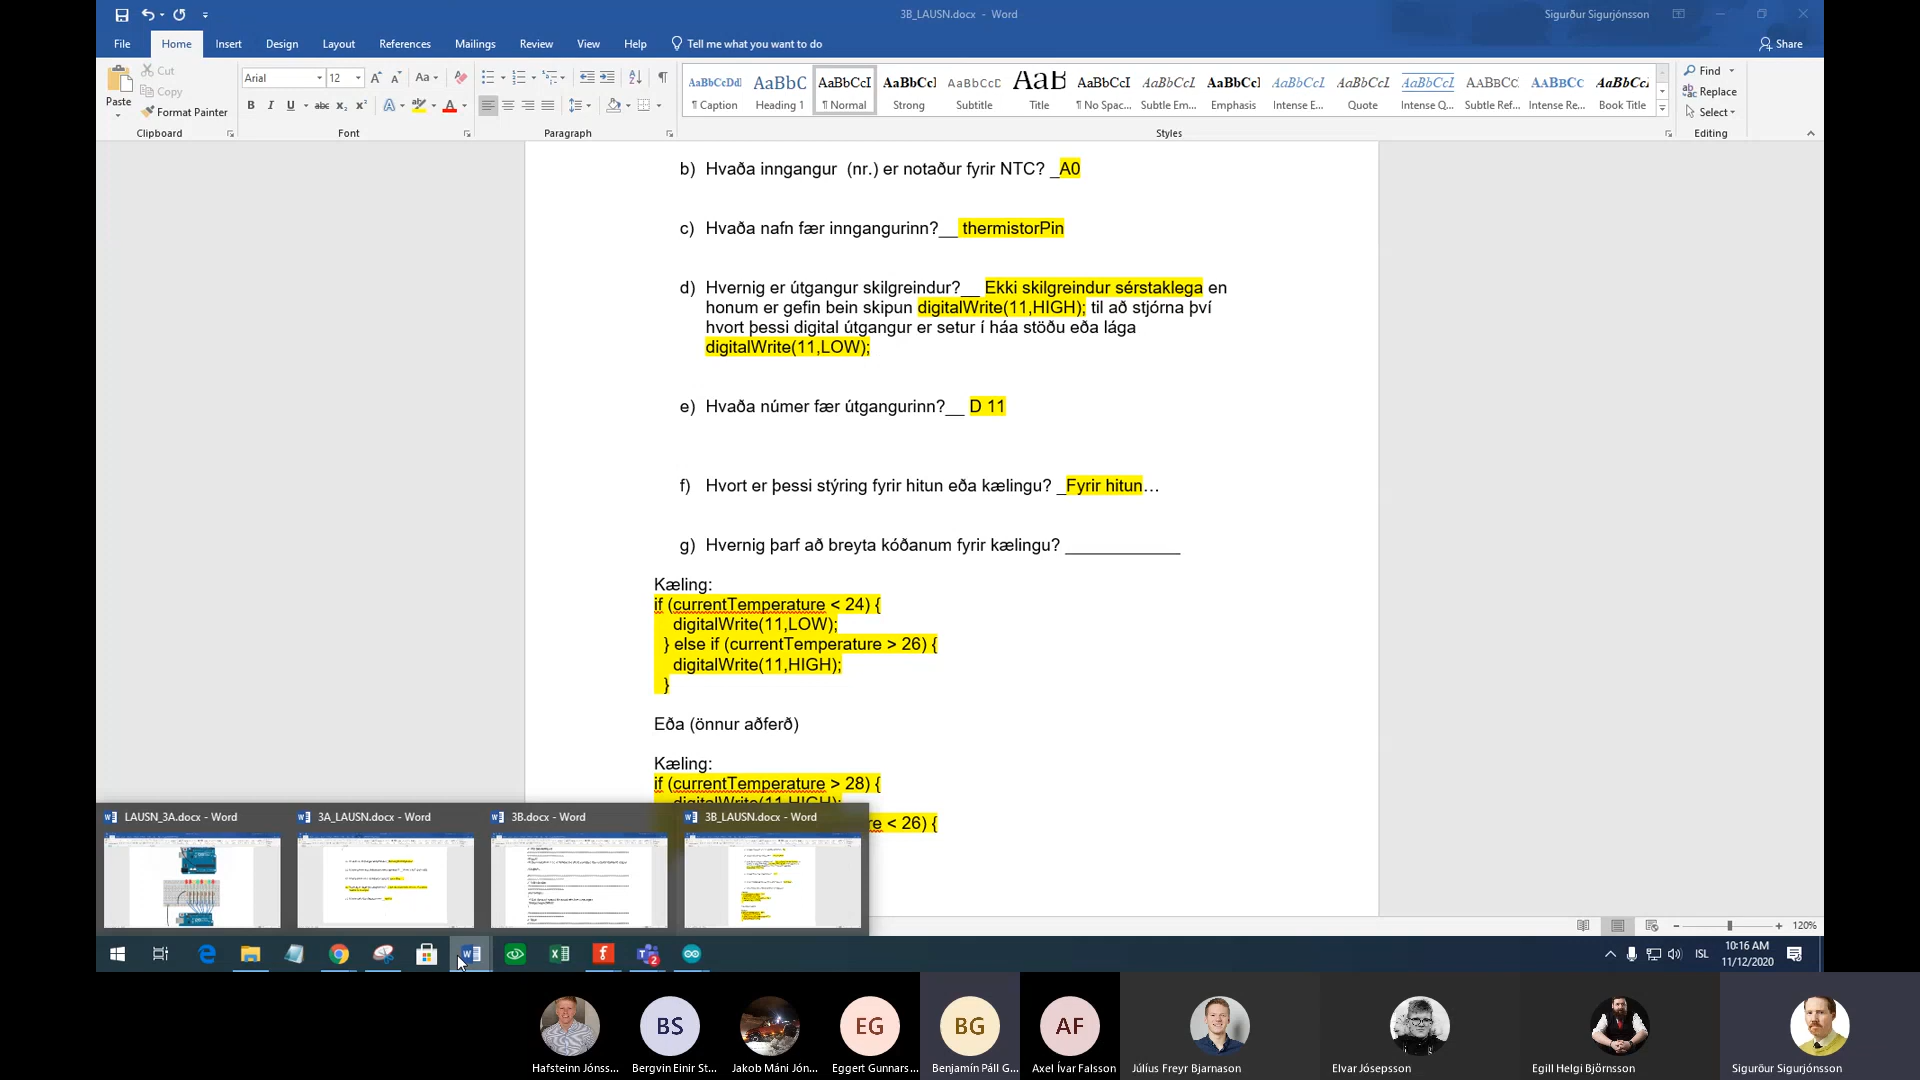 3B_LAUSN.docx - Word
Sigurður Sigurjónsson
File Home Insert Design Layout References Mailings Review View Help Tell me what you want to do Share
Paste
Cut
Copy
Format Painter
Clipboard
Arial 12
Font
Paragraph
AaBbCcDd AaBbC AaBbCcI AaBbCcI AaBbCcD AaB AaBbCcI AaBbCcI AaBbCcI AaBbCcI AaBbCcI AaBbCcI AaBbCc AaBbCc AaBbCc
¶ Caption Heading 1 ¶ Normal Strong Subtitle Title ¶ No Spac... Subtle Em... Emphasis Intense E... Quote Intense Q... Subtle Ref... Intense Re... Book Title
Styles
Find
Replace
Select
Editing
b) Hvaða inngangur (nr.) er notaður fyrir NTC? _A0
c) Hvaða nafn fær inngangurinn?__ thermistorPin
d) Hvernig er útgangur skilgreindur?__ Ekki skilgreindur sérstaklega en
honum er gefin bein skipun digitalWrite(11,HIGH); til að stjórna því
hvort þessi digital útgangur er setur í háa stöðu eða lága
digitalWrite(11,LOW);
e) Hvaða númer fær útgangurinn?__ D 11
f) Hvort er þessi stýring fyrir hitun eða kælingu? _Fyrir hitun…
g) Hvernig þarf að breyta kóðanum fyrir kælingu? ____________
Kæling:
if (currentTemperature < 24) {
digitalWrite(11,LOW);
} else if (currentTemperature > 26) {
digitalWrite(11,HIGH);
}
Eða (önnur aðferð)
Kæling:
if (currentTemperature > 28) {
digitalWrite(11,HIGH);
re < 26) {
LAUSN_3A.docx - Word
3A_LAUSN.docx - Word
3B.docx - Word
3B_LAUSN.docx - Word
120%
ISL
10:16 AM
11/12/2020
BS EG BG AF
Hafsteinn Jónss... Bergvin Einir St... Jakob Máni Jón... Eggert Gunnars... Benjamín Páll G... Axel Ívar Falsson Júlíus Freyr Bjarnason Elvar Jósepsson Egill Helgi Björnsson Sigurður Sigurjónsson